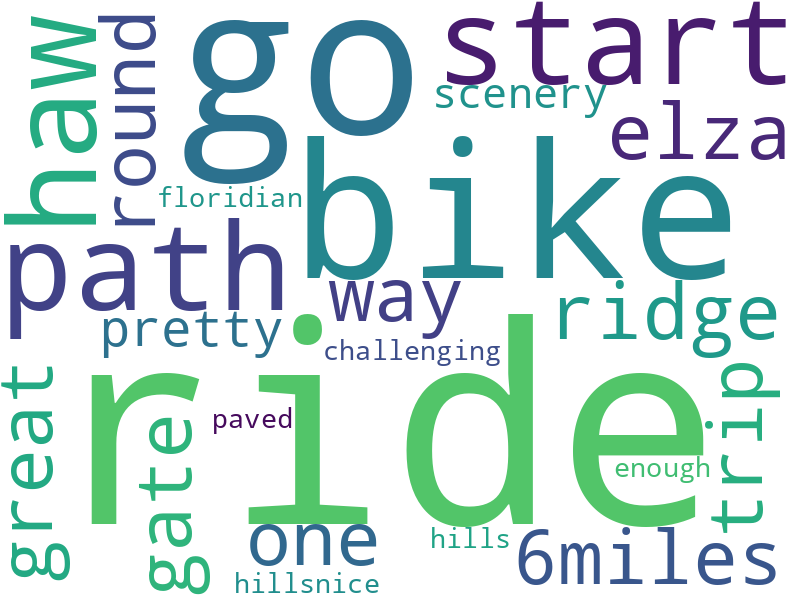 haw
round
go
start
scenery
elza
floridian
bike
path
way
ridge
pretty
challenging
ride
great
gate
paved
trip
enough
one
hills
6miles
hillsnice